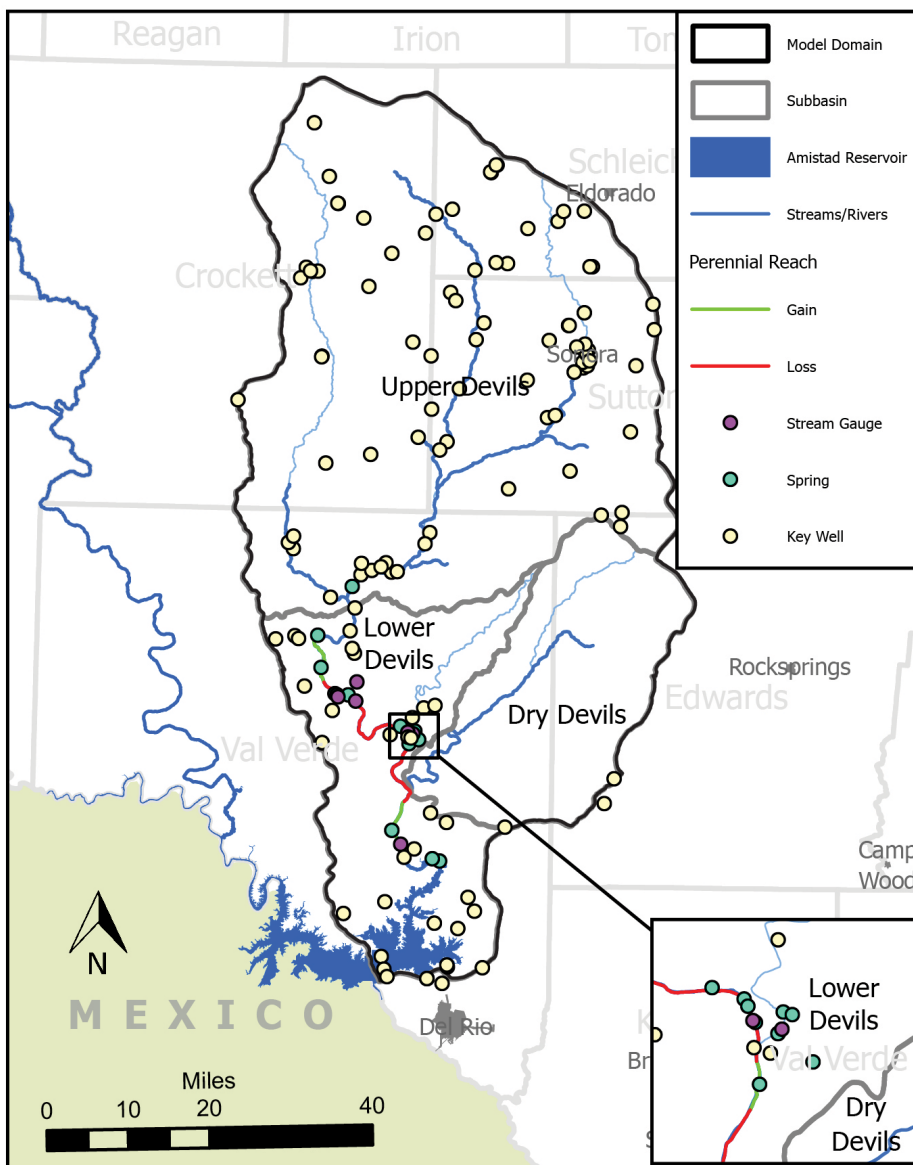 Reagan
Irion
Tom
Model Domain
Subbasin
Amistad Reservoir
Streams/Rivers
Perennial Reach
Gain
Loss
Stream Gauge
Spring
Key Well
Schleich
Eldorado
Crockett
Sonora
Upper Devils
Sutton
Lower
Devils
Rocksprings
Edwards
Dry Devils
Val Verde
Camp
Wood
N
MEXICO
Del Rio
Miles
0 10 20 40
Lower
Devils
K
Br
Val Verde
S
Dry
Devils